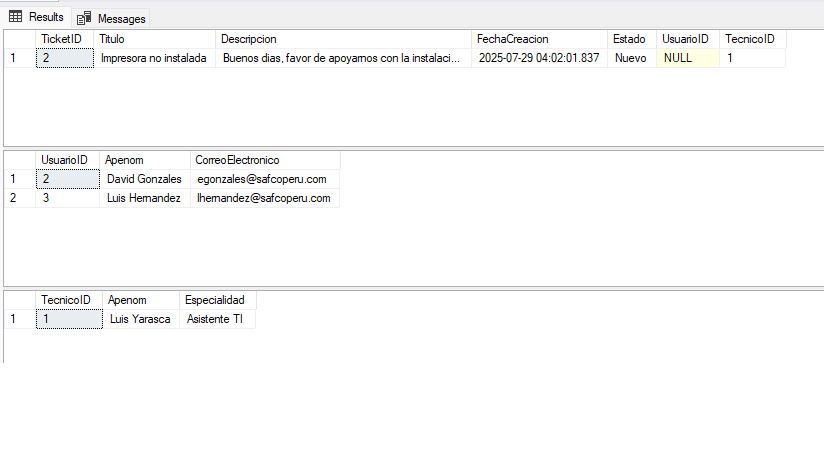 Results Messages
TicketID Titulo Descripcion FechaCreacion Estado UsuarioID TecnicoID
1 2 Impresora no instalada Buenos dias, favor de apoyarnos con la instalaci... 2025-07-29 04:02:01.837 Nuevo NULL 1
UsuarioID Apenom CorreoElectronico
1 2 David Gonzales egonzales@safcoperu.com
2 3 Luis Hernandez lhernandez@safcoperu.com
TecnicoID Apenom Especialidad
1 1 Luis Yarasca Asistente TI